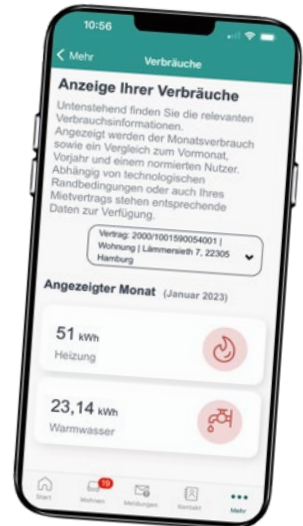 10:56
Mehr Verbräuche
Anzeige Ihrer Verbräuche
Untenstehend finden Sie die relevanten
Verbrauchsinformationen.
Angezeigt werden der Monatsverbrauch
sowie ein Vergleich zum Vormonat,
Vorjahr und einem normierten Nutzer.
Abhängig von technologischen
Randbedingungen oder auch Ihres
Mietvertrags stehen entsprechende
Daten zur Verfügung.
Vertrag: 2000/1001590054001 |
Wohnung | Lämmersieth 7, 22305
Hamburg
Angezeigter Monat (Januar 2023)
51 kWh
Heizung
23,14 kWh
Warmwasser
19
Start Wohnen Meldungen Kontakt Mehr